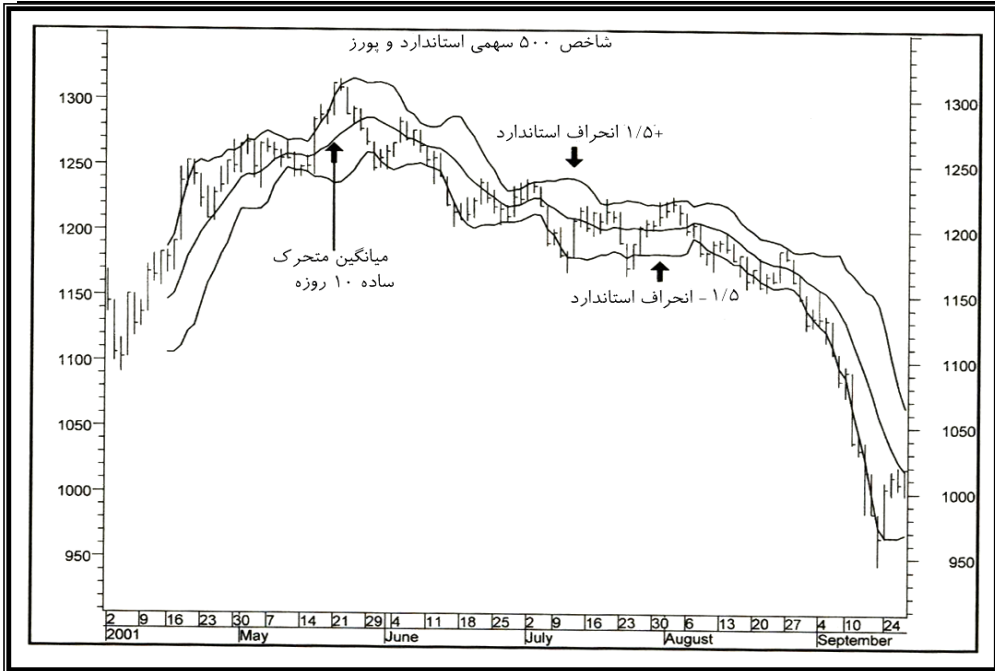 شاخص ۵۰۰ سهمی استاندارد و پورز
1300 1300
+۱/۵ انحراف استاندارد
1250 1250
1200 1200
میانگین متحرک
ساده ۱۰ روزه
۱/۵ - انحراف استاندارد
1150 1150
1100 1100
1050 1050
1000 1000
950 950
2 9 16 23 30 7 14 21 29 4 11 18 25 2 9 16 23 30 6 13 20 27 4 10 24
2001 May June July August September